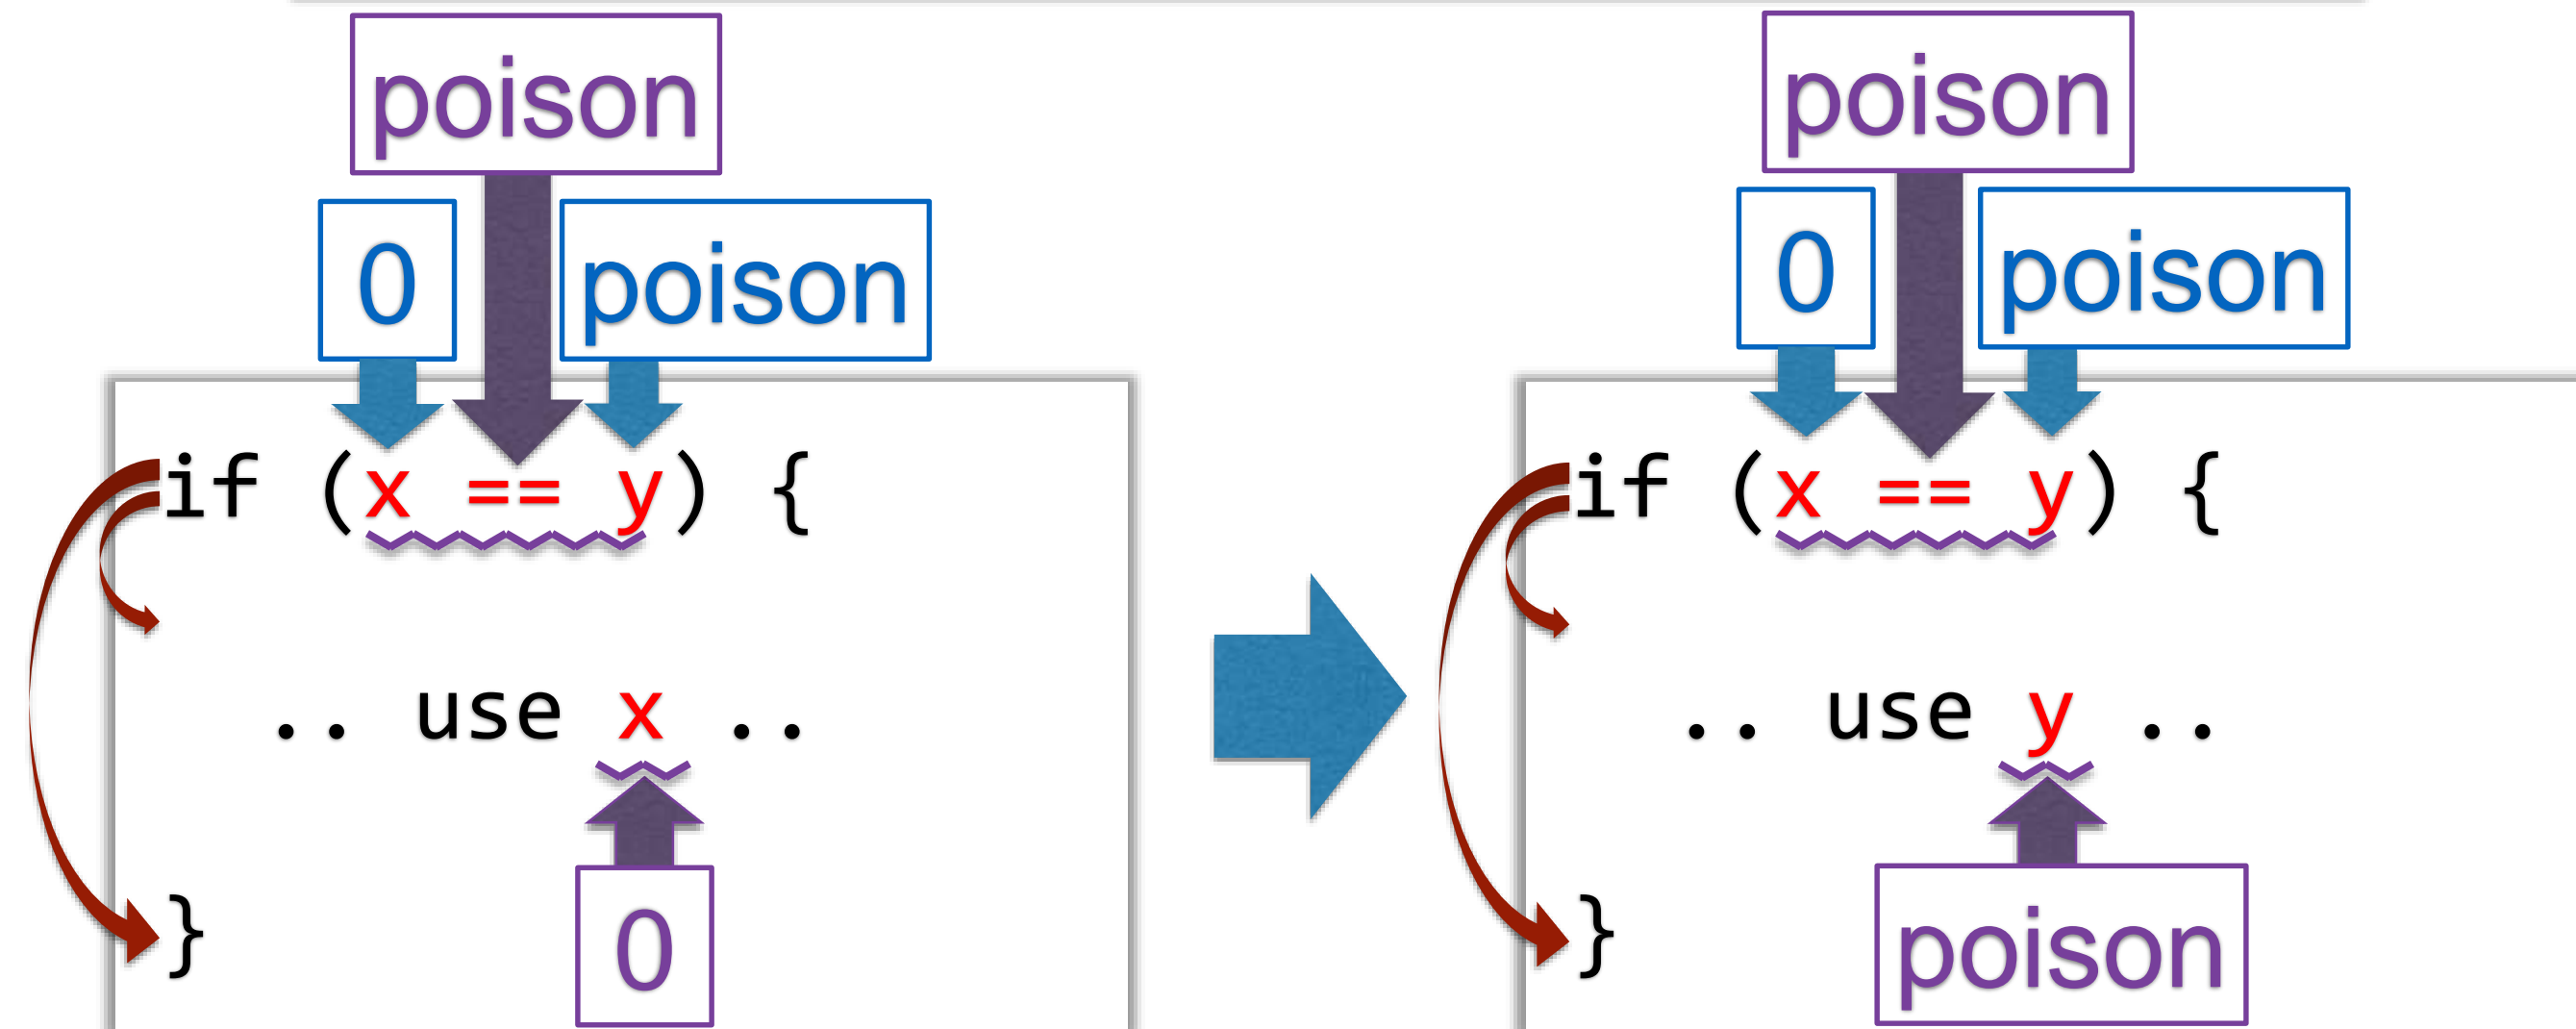 poison
0 poison
if (x == y) {
.. use x ..
0
}
poison
0 poison
if (x == y) {
.. use y ..
}
poison